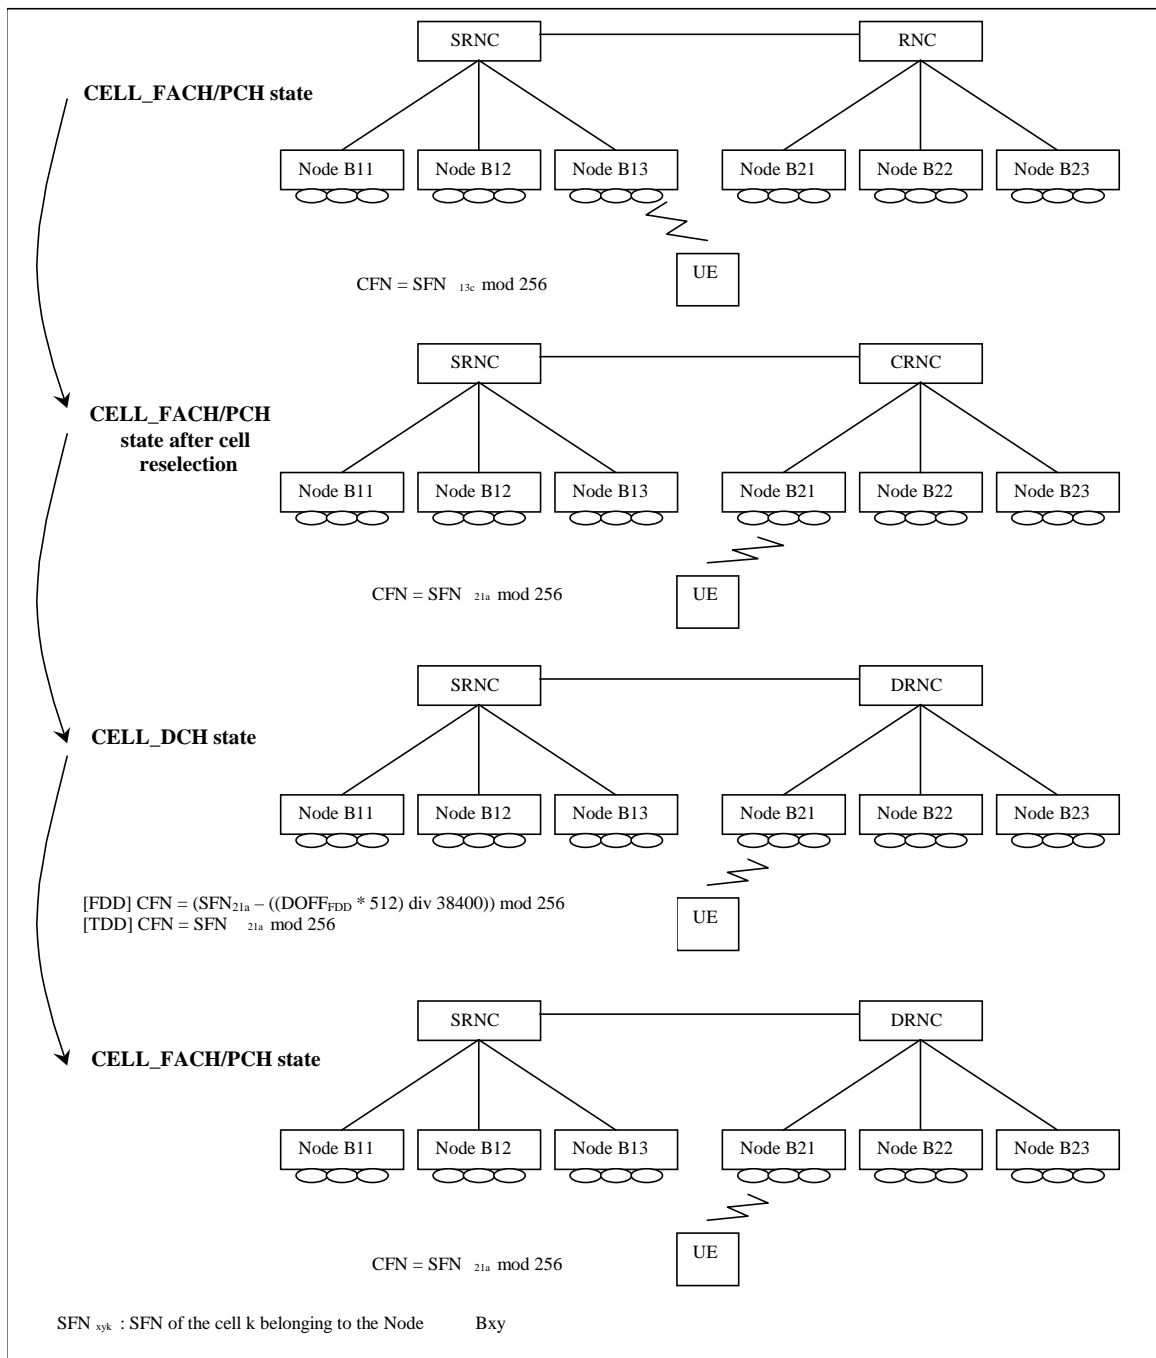 SRNC RNC
CELL_FACH/PCH state
Node B11 Node B12 Node B13 Node B21 Node B22 Node B23
UE
CFN = SFN 13c mod 256
SRNC CRNC
CELL_FACH/PCH
state after cell
reselection
Node B11 Node B12 Node B13 Node B21 Node B22 Node B23
UE
CFN = SFN 21a mod 256
SRNC DRNC
CELL_DCH state
Node B11 Node B12 Node B13 Node B21 Node B22 Node B23
[FDD] CFN = (SFN21a – ((DOFFFDD * 512) div 38400)) mod 256
UE
[TDD] CFN = SFN 21a mod 256
SRNC DRNC
CELL_FACH/PCH state
Node B11 Node B12 Node B13 Node B21 Node B22 Node B23
UE
CFN = SFN 21a mod 256
SFN xyk : SFN of the cell k belonging to the Node Bxy